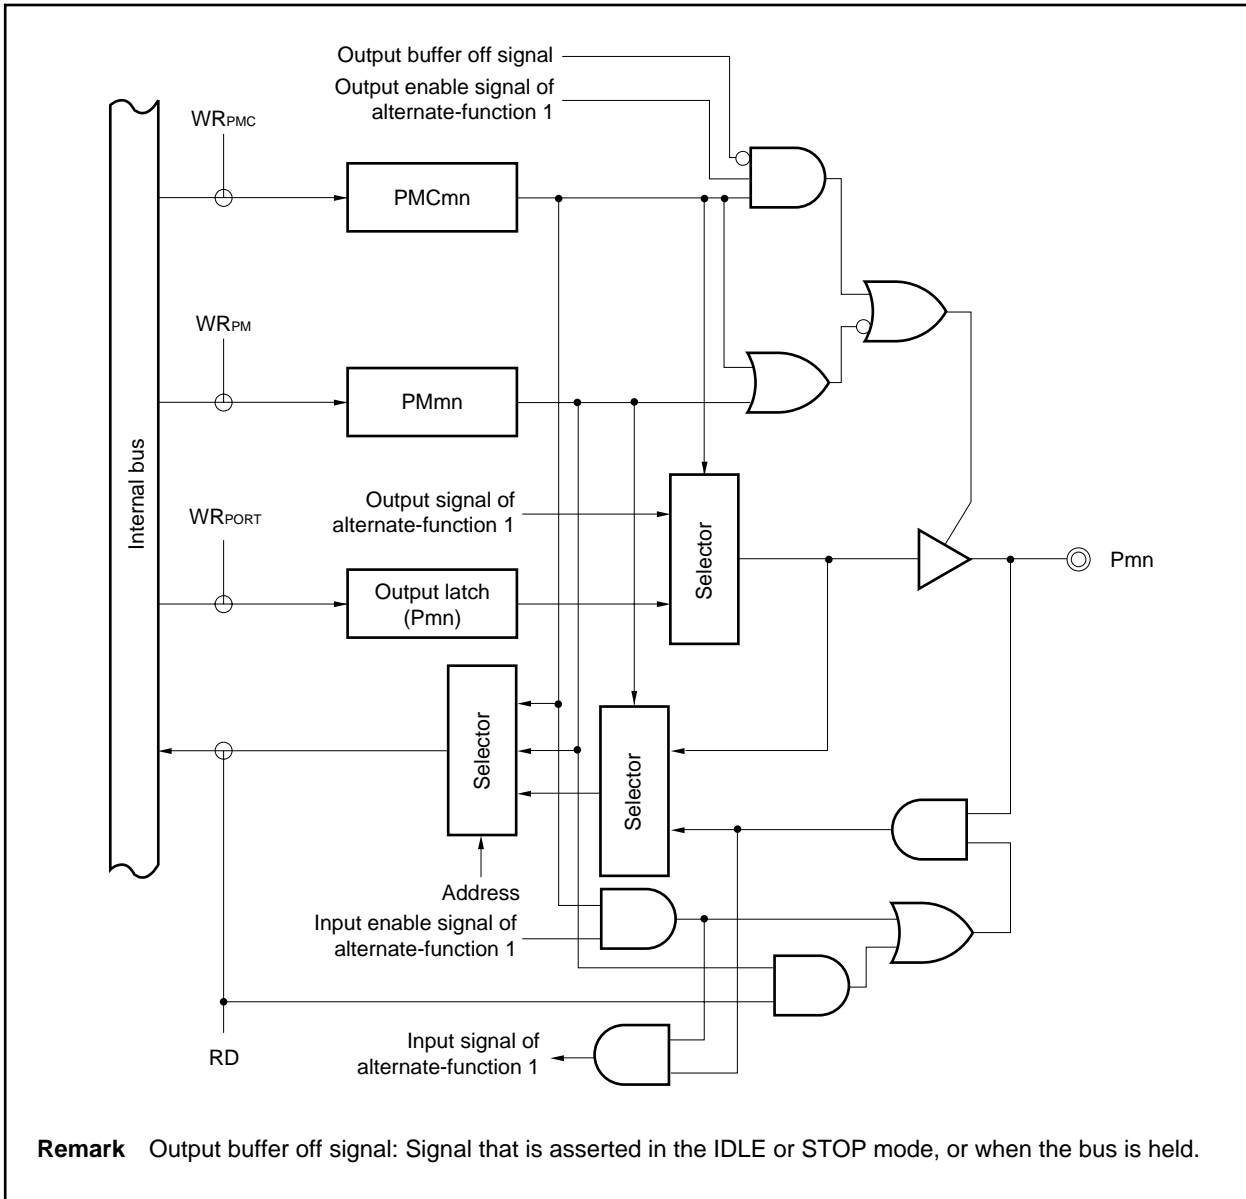 Output buffer off signal
Output enable signal of
alternate-function 1
WRPMC
PMCmn
WRPM
PMmn
Internal bus
Output signal of
alternate-function 1
WRPORT
Output latch
(Pmn)
Selector
Pmn
Selector
Selector
Address
Input enable signal of
alternate-function 1
RD
Input signal of
alternate-function 1
Remark Output buffer off signal: Signal that is asserted in the IDLE or STOP mode, or when the bus is held.